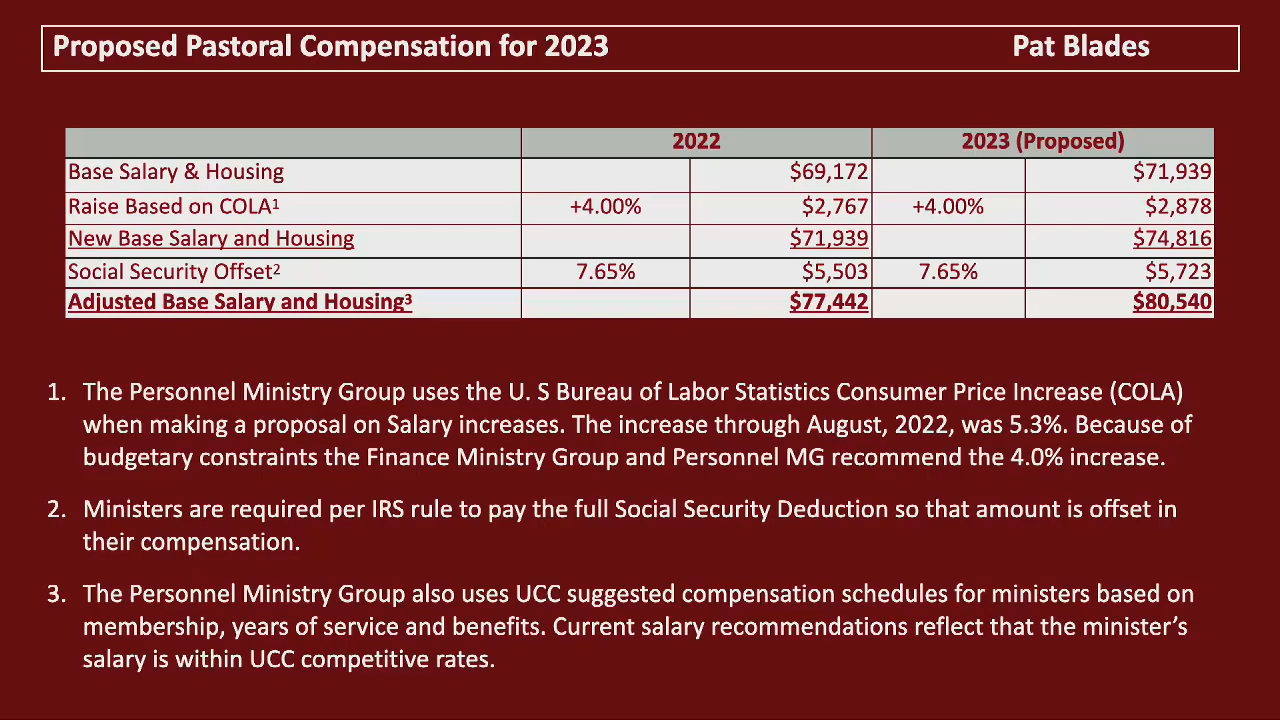 Proposed Pastoral Compensation for 2023 Pat Blades
2022 2023 (Proposed)
Base Salary & Housing $69,172 $71,939
Raise Based on COLA¹ +4.00% $2,767 +4.00% $2,878
New Base Salary and Housing $71,939 $74,816
Social Security Offset² 7.65% $5,503 7.65% $5,723
Adjusted Base Salary and Housing³ $77,442 $80,540
1. The Personnel Ministry Group uses the U. S Bureau of Labor Statistics Consumer Price Increase (COLA)
when making a proposal on Salary increases. The increase through August, 2022, was 5.3%. Because of
budgetary constraints the Finance Ministry Group and Personnel MG recommend the 4.0% increase.
2. Ministers are required per IRS rule to pay the full Social Security Deduction so that amount is offset in
their compensation.
3. The Personnel Ministry Group also uses UCC suggested compensation schedules for ministers based on
membership, years of service and benefits. Current salary recommendations reflect that the minister’s
salary is within UCC competitive rates.